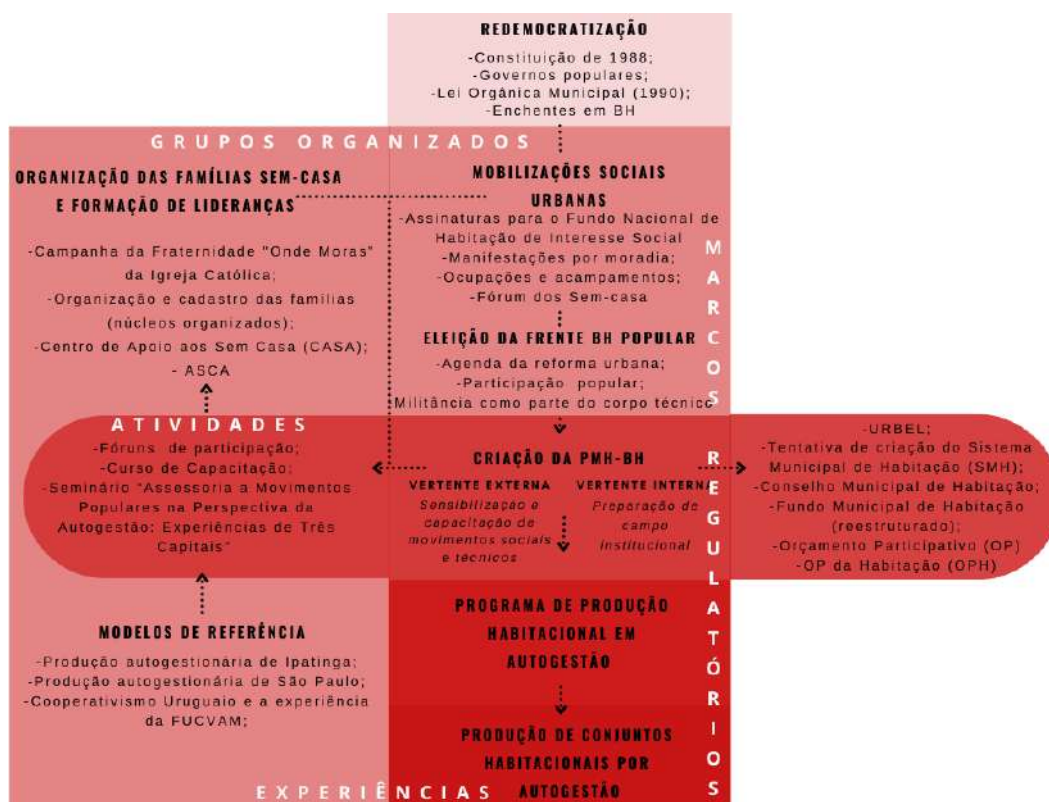 REDEMOCRATIZAÇÃO
-Constituição de 1988;
-Governos populares;
-Lei Orgânica Municipal (1990);
-Enchentes em BH
GRUPOS ORGANIZADOS
ORGANIZAÇÃO DAS FAMÍLIAS SEM-CASA
E FORMAÇÃO DE LIDERANÇAS
-Campanha da Fraternidade "Onde Moras"
da Igreja Católica;
-Organização e cadastro das famílias
(núcleos organizados);
-Centro de Apoio aos Sem Casa (CASA);
- ASCA
MOBILIZAÇÕES SOCIAIS
URBANAS
-Assinaturas para o Fundo Nacional de
Habitação de Interesse Social
-Manifestações por moradia;
-Ocupações e acampamentos;
-Fórum dos Sem-casa
ELEIÇÃO DA FRENTE BH POPULAR
-Agenda da reforma urbana;
-Participação popular;
Militância como parte do corpo técnico
MARCOS REGULATÓRIOS
ATIVIDADES
-Fóruns de participação;
-Curso de Capacitação;
-Seminário "Assessoria a Movimentos
Populares na Perspectiva da
Autogestão: Experiências de Três
Capitais"
CRIAÇÃO DA PMH-BH
VERTENTE EXTERNA
Sensibilização e
capacitação de
movimentos sociais
e técnicos
VERTENTE INTERNA
Preparação de
campo
institucional
-URBEL;
-Tentativa de criação do Sistema
Municipal de Habitação (SMH);
-Conselho Municipal de Habitação;
-Fundo Municipal de Habitação
(reestruturado);
-Orçamento Participativo (OP)
-OP da Habitação (OPH)
MODELOS DE REFERÊNCIA
-Produção autogestionária de Ipatinga;
-Produção autogestionária de São Paulo;
-Cooperativismo Uruguaio e a experiência
da FUCVAM;
PROGRAMA DE PRODUÇÃO
HABITACIONAL EM
AUTOGESTÃO
PRODUÇÃO DE CONJUNTOS
HABITACIONAIS POR
AUTOGESTÃO
EXPERIÊNCIAS